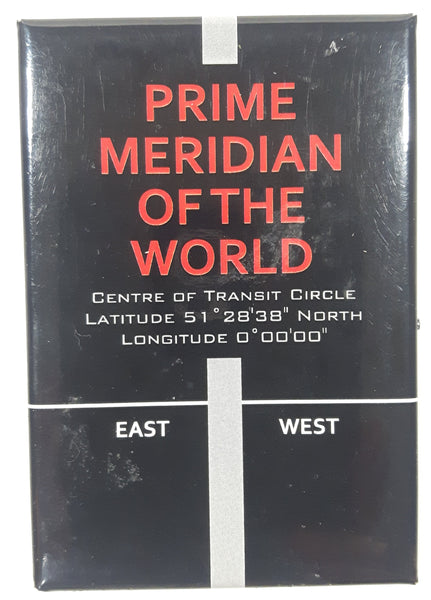 PRIME
MERIDIAN
OF THE
WORLD
Centre of Transit Circle
Latitude 51°28'38" North
Longitude 0°00'00"
EAST WEST